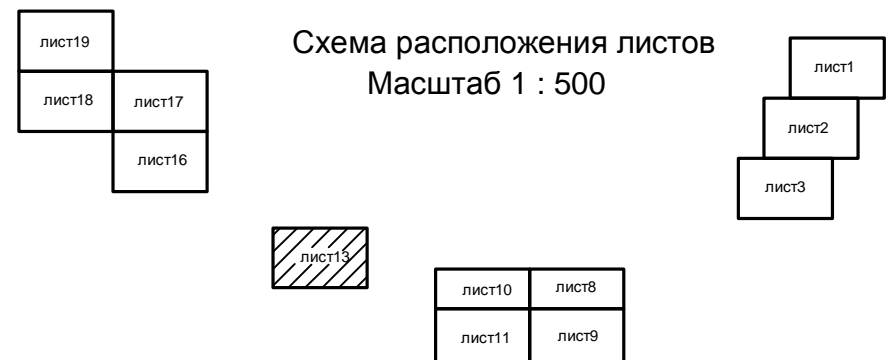 Схема расположения листов
Масштаб 1 : 500
лист19
лист18 лист17
лист16
лист1
лист2
лист3
лист13
лист10 лист8
лист11 лист9